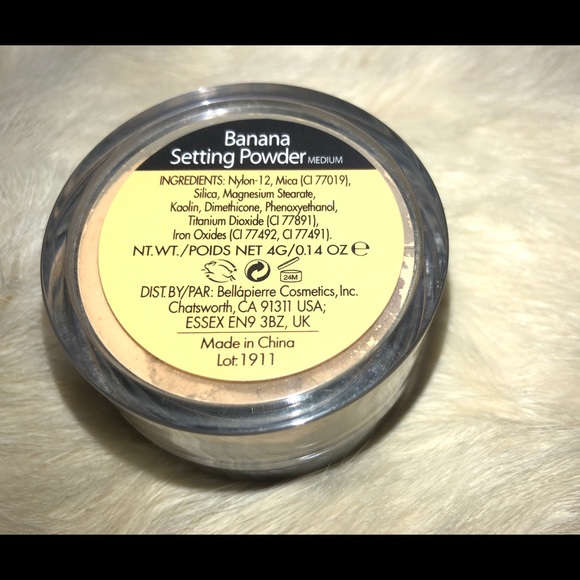 Banana
Setting Powder MEDIUM
INGREDIENTS: Nylon-12, Mica (CI 77019),
Silica, Magnesium Stearate,
Kaolin, Dimethicone, Phenoxyethanol,
Titanium Dioxide (CI 77891),
Iron Oxides (CI 77492, CI 77491).
NT. WT./POIDS NET 4G/0.14 OZ ℮
24M
DIST. BY/PAR: Bellápierre Cosmetics, Inc.
Chatsworth, CA 91311 USA;
ESSEX EN9 3BZ, UK
Made in China
Lot: 1911